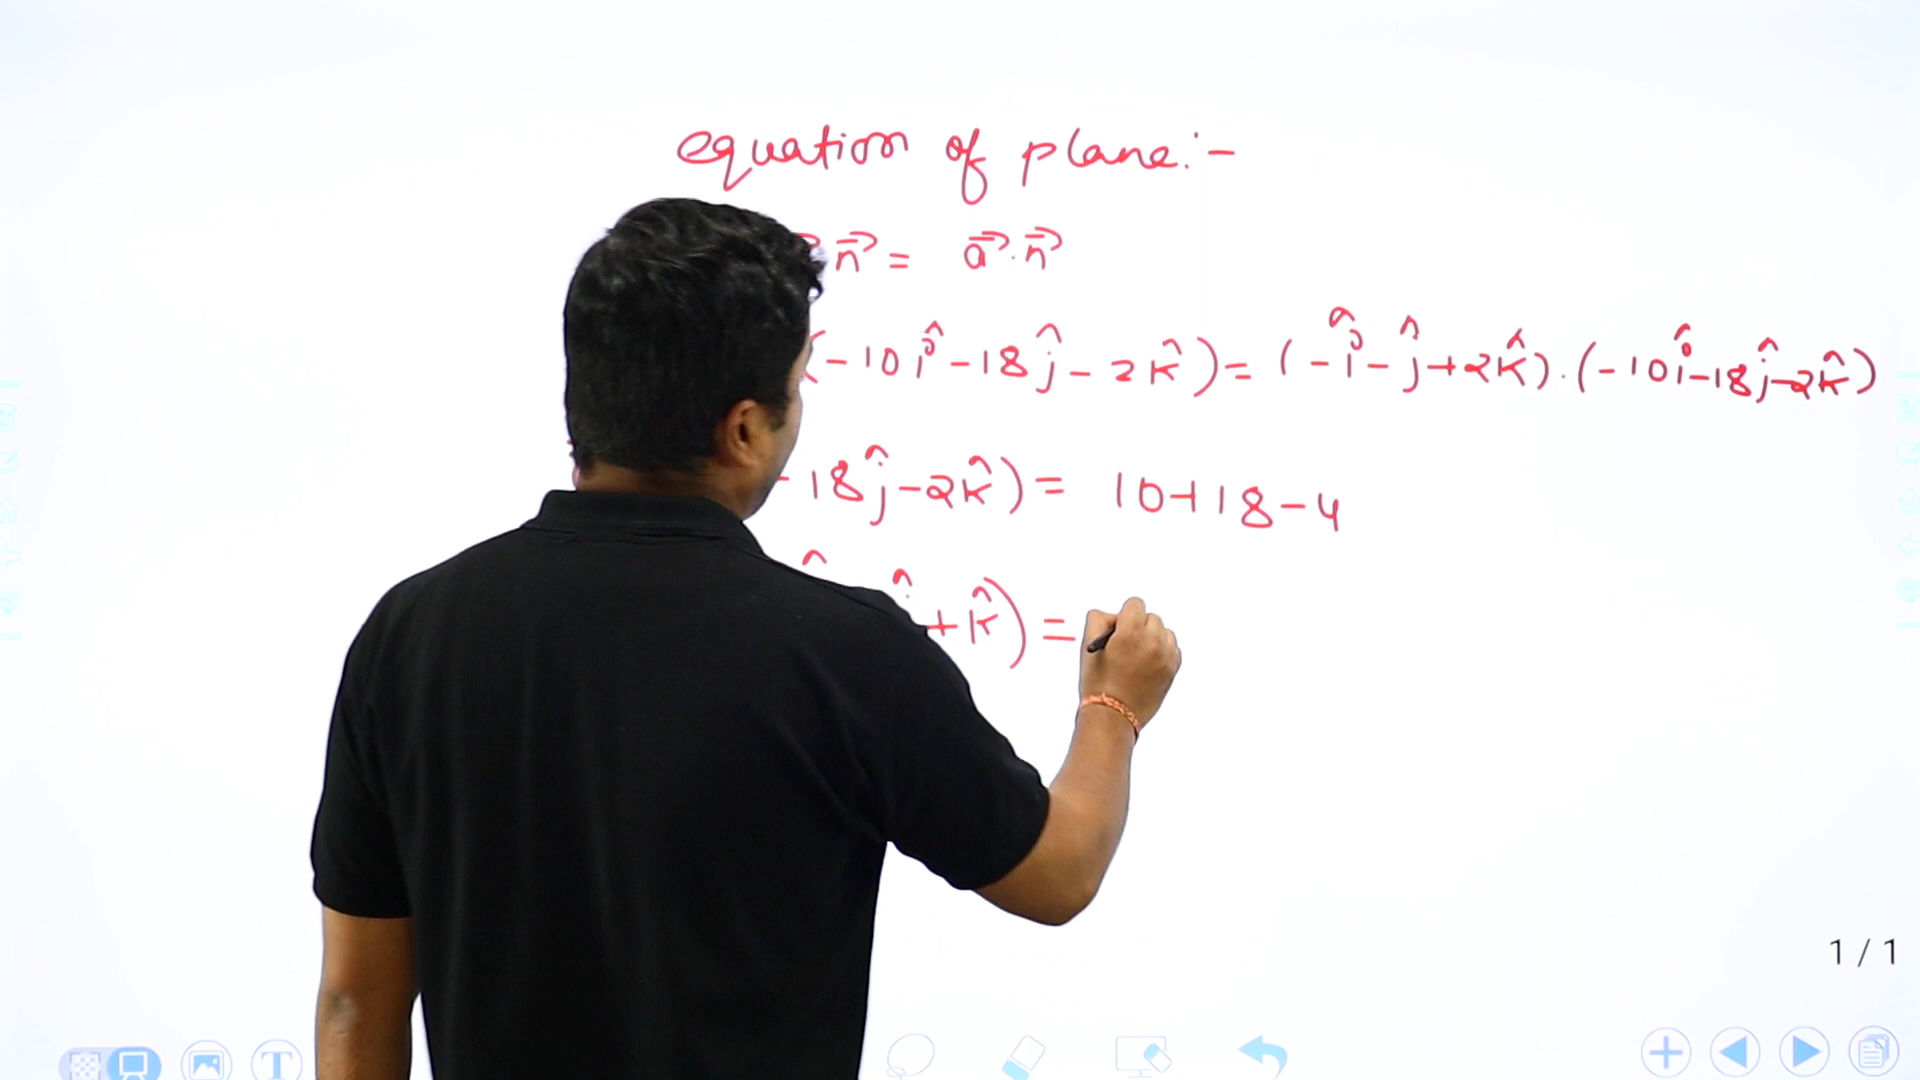 equation of plane:-
n⃗ = a⃗.n⃗
(-10î-18ĵ-2k̂)=(-î-ĵ+2k̂).(-10î-18ĵ-2k̂)
-18ĵ-2k̂)= 10+18-4
+k̂)=
1 / 1
T